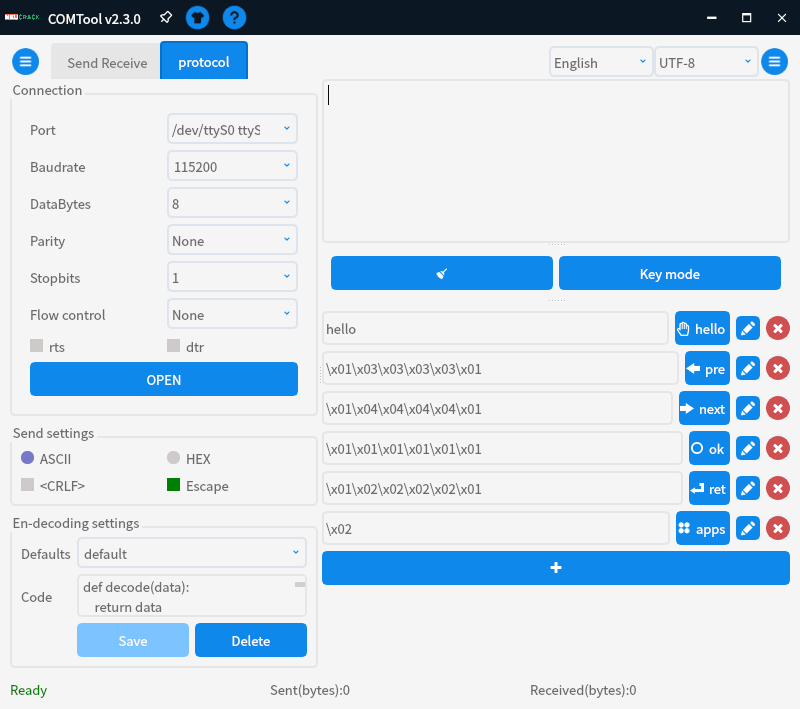 COMTool v2.3.0
Send Receive
protocol
English
UTF-8
Connection
Port
/dev/ttyS0 ttyS
Baudrate
115200
DataBytes
8
Parity
None
Stopbits
1
Flow control
None
rts
dtr
OPEN
Send settings
ASCII
HEX
<CRLF>
Escape
En-decoding settings
Defaults
default
Code
def decode(data):
return data
Save
Delete
Key mode
hello
hello
\x01\x03\x03\x03\x03\x01
pre
\x01\x04\x04\x04\x04\x01
next
\x01\x01\x01\x01\x01\x01
ok
\x01\x02\x02\x02\x02\x01
ret
\x02
apps
Ready
Sent(bytes):0
Received(bytes):0